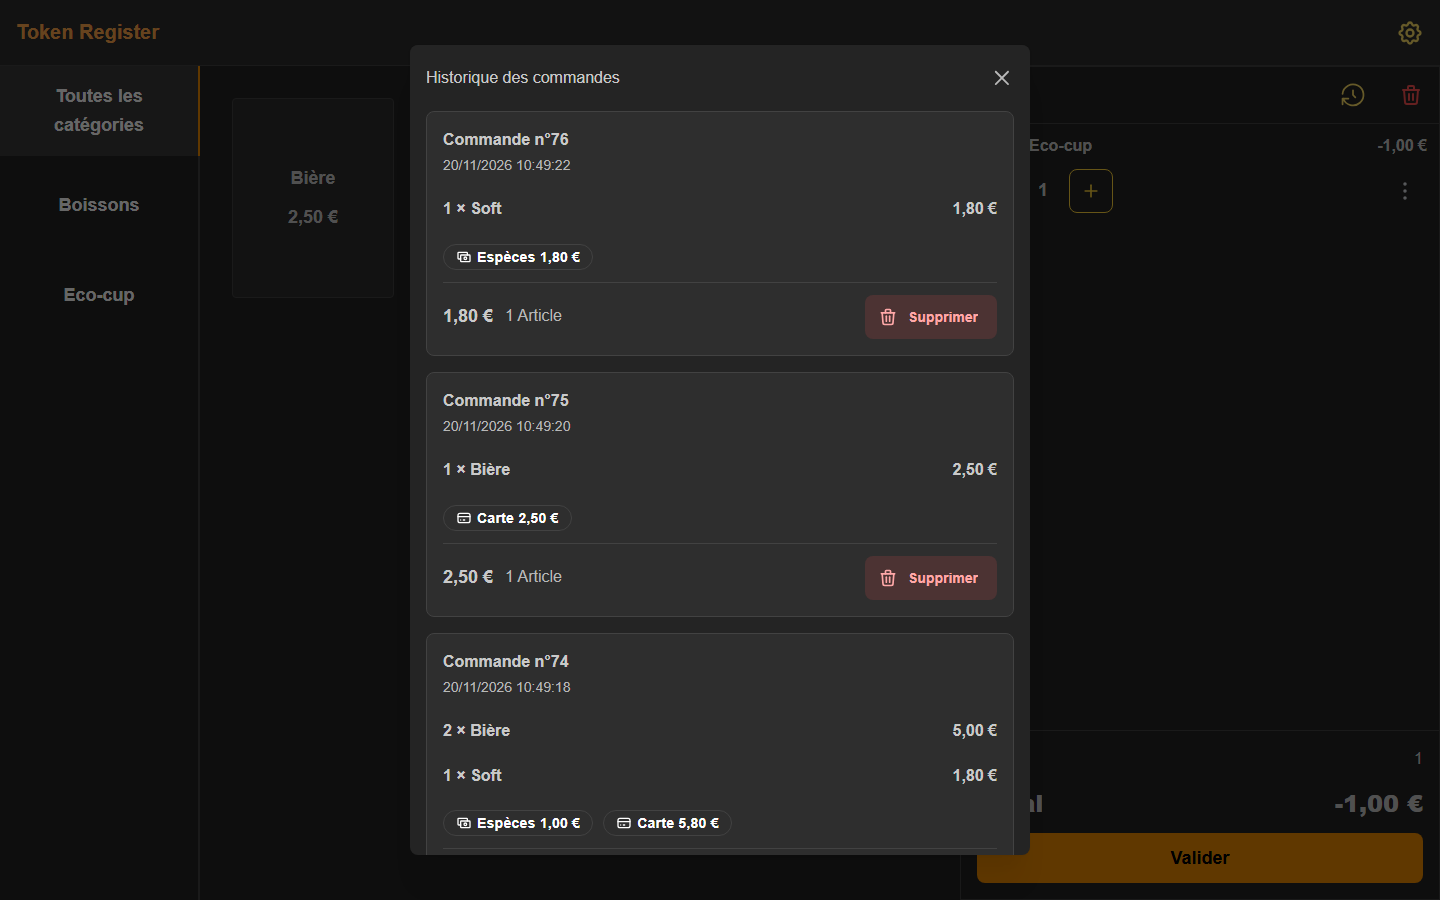 Token Register
Toutes les
catégories
Boissons
Eco-cup
Bière
2,50 €
Historique des commandes
Commande n°76
20/11/2026 10:49:22
1 × Soft 1,80 €
Espèces 1,80 €
1,80 € 1 Article Supprimer
Commande n°75
20/11/2026 10:49:20
1 × Bière 2,50 €
Carte 2,50 €
2,50 € 1 Article Supprimer
Commande n°74
20/11/2026 10:49:18
2 × Bière 5,00 €
1 × Soft 1,80 €
Espèces 1,00 € Carte 5,80 €
Eco-cup -1,00 €
1 +
1
-1,00 €
Valider